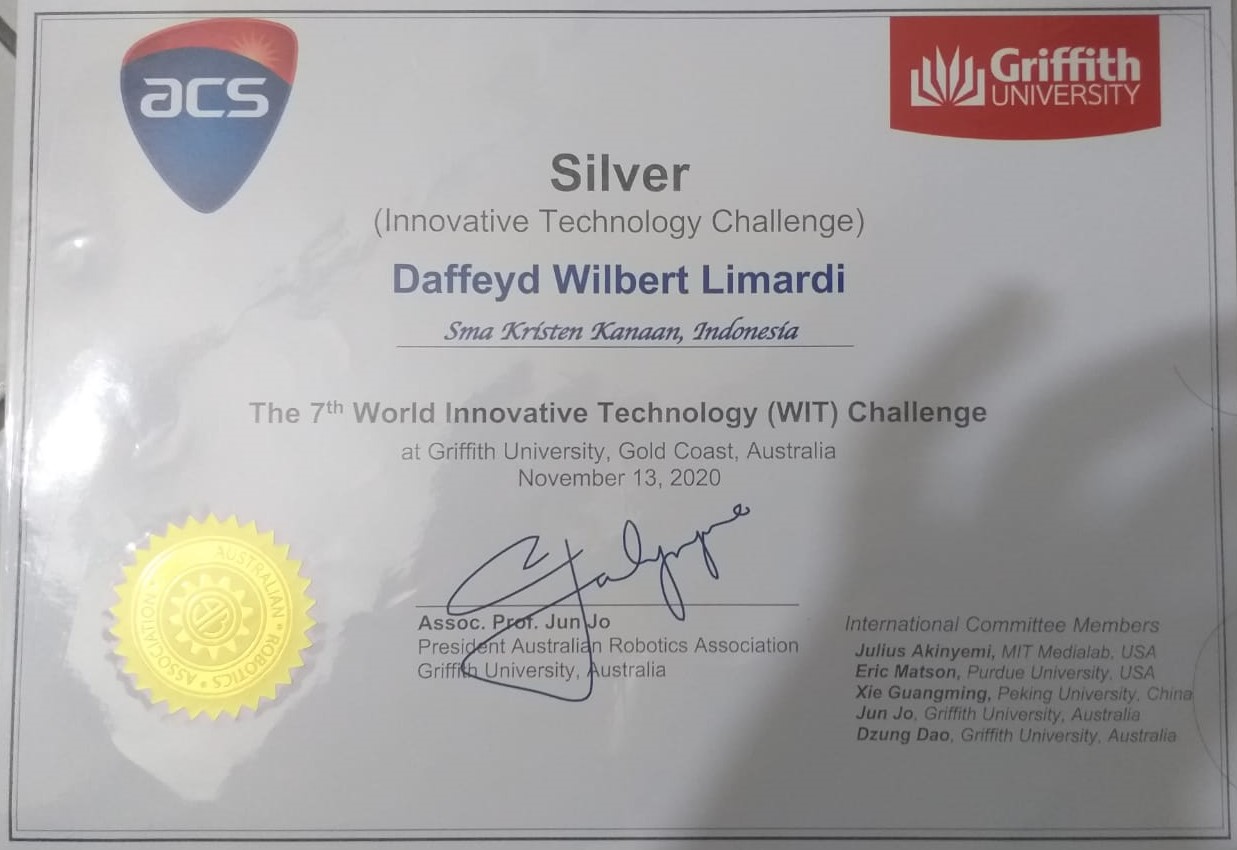 acs
Griffith
UNIVERSITY
Silver
(Innovative Technology Challenge)
Daffeyd Wilbert Limardi
Sma Kristen Kanaan, Indonesia
The 7th World Innovative Technology (WIT) Challenge
at Griffith University, Gold Coast, Australia
November 13, 2020
AUSTRALIAN • ROBOTICS • ASSOCIATION •
Assoc. Prof. Jun Jo
President Australian Robotics Association
Griffith University, Australia
International Committee Members
Julius Akinyemi, MIT Medialab, USA
Eric Matson, Purdue University, USA
Xie Guangming, Peking University, China
Jun Jo, Griffith University, Australia
Dzung Dao, Griffith University, Australia